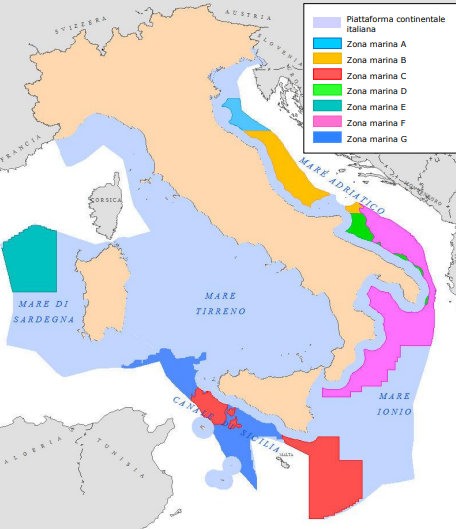 Piattaforma continentale
italiana
Zona marina A
Zona marina B
Zona marina C
Zona marina D
Zona marina E
Zona marina F
Zona marina G
SVIZZERA
AUSTRIA
SLOVENIA
FRANCIA
CORSICA
MARE ADRIATICO
MARE DI
SARDEGNA
MARE
TIRRENO
MARE
IONIO
CANALE DI SICILIA
MALTA
ALGERIA
TUNISIA